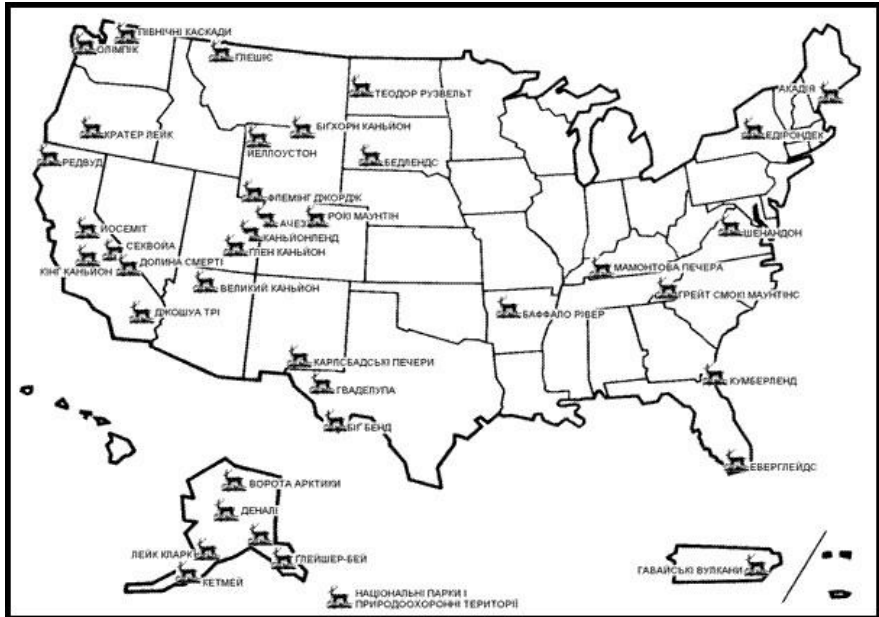 ПІВНІЧНІ КАСКАДИ
ОЛІМПІК
ГЛЕШІЄ
ТЕОДОР РУЗВЕЛЬТ
АКАДІЯ
КРАТЕР ЛЕЙК
БІГХОРН КАНЬЙОН
ЙЕЛЛОУСТОН
ЕДІРОНДЕК
РЕДВУД
БЕДЛЕНДС
ФЛЕМІНГ ДЖОРДЖ
АЧЕЗ
РОКІ МАУНТІН
ЙОСЕМІТ
КАНЬЙОНЛЕНД
ШЕНАНДОН
СЕКВОЙА
ГЛЕН КАНЬЙОН
КІНГ КАНЬЙОН
ДОЛИНА СМЕРТІ
МАМОНТОВА ПЕЧЕРА
ВЕЛИКИЙ КАНЬЙОН
ГРЕЙТ СМОКІ МАУНТІНС
ДЖОШУА ТРІ
БАФФАЛО РІВЕР
КАРЛСБАДСЬКІ ПЕЧЕРИ
ГВАДЕЛУПА
КУМБЕРЛЕНД
БІГ БЕНД
ЕВЕРГЛЕЙДС
ВОРОТА АРКТИКИ
ДЕНАЛІ
ЛЕЙК КЛАРК
ГЛЕЙШЕР-БЕЙ
ГАВАЙСЬКІ ВУЛКАНИ
КЕТМЕЙ
НАЦІОНАЛЬНІ ПАРКИ І
ПРИРОДООХОРОННІ ТЕРИТОРІЇ